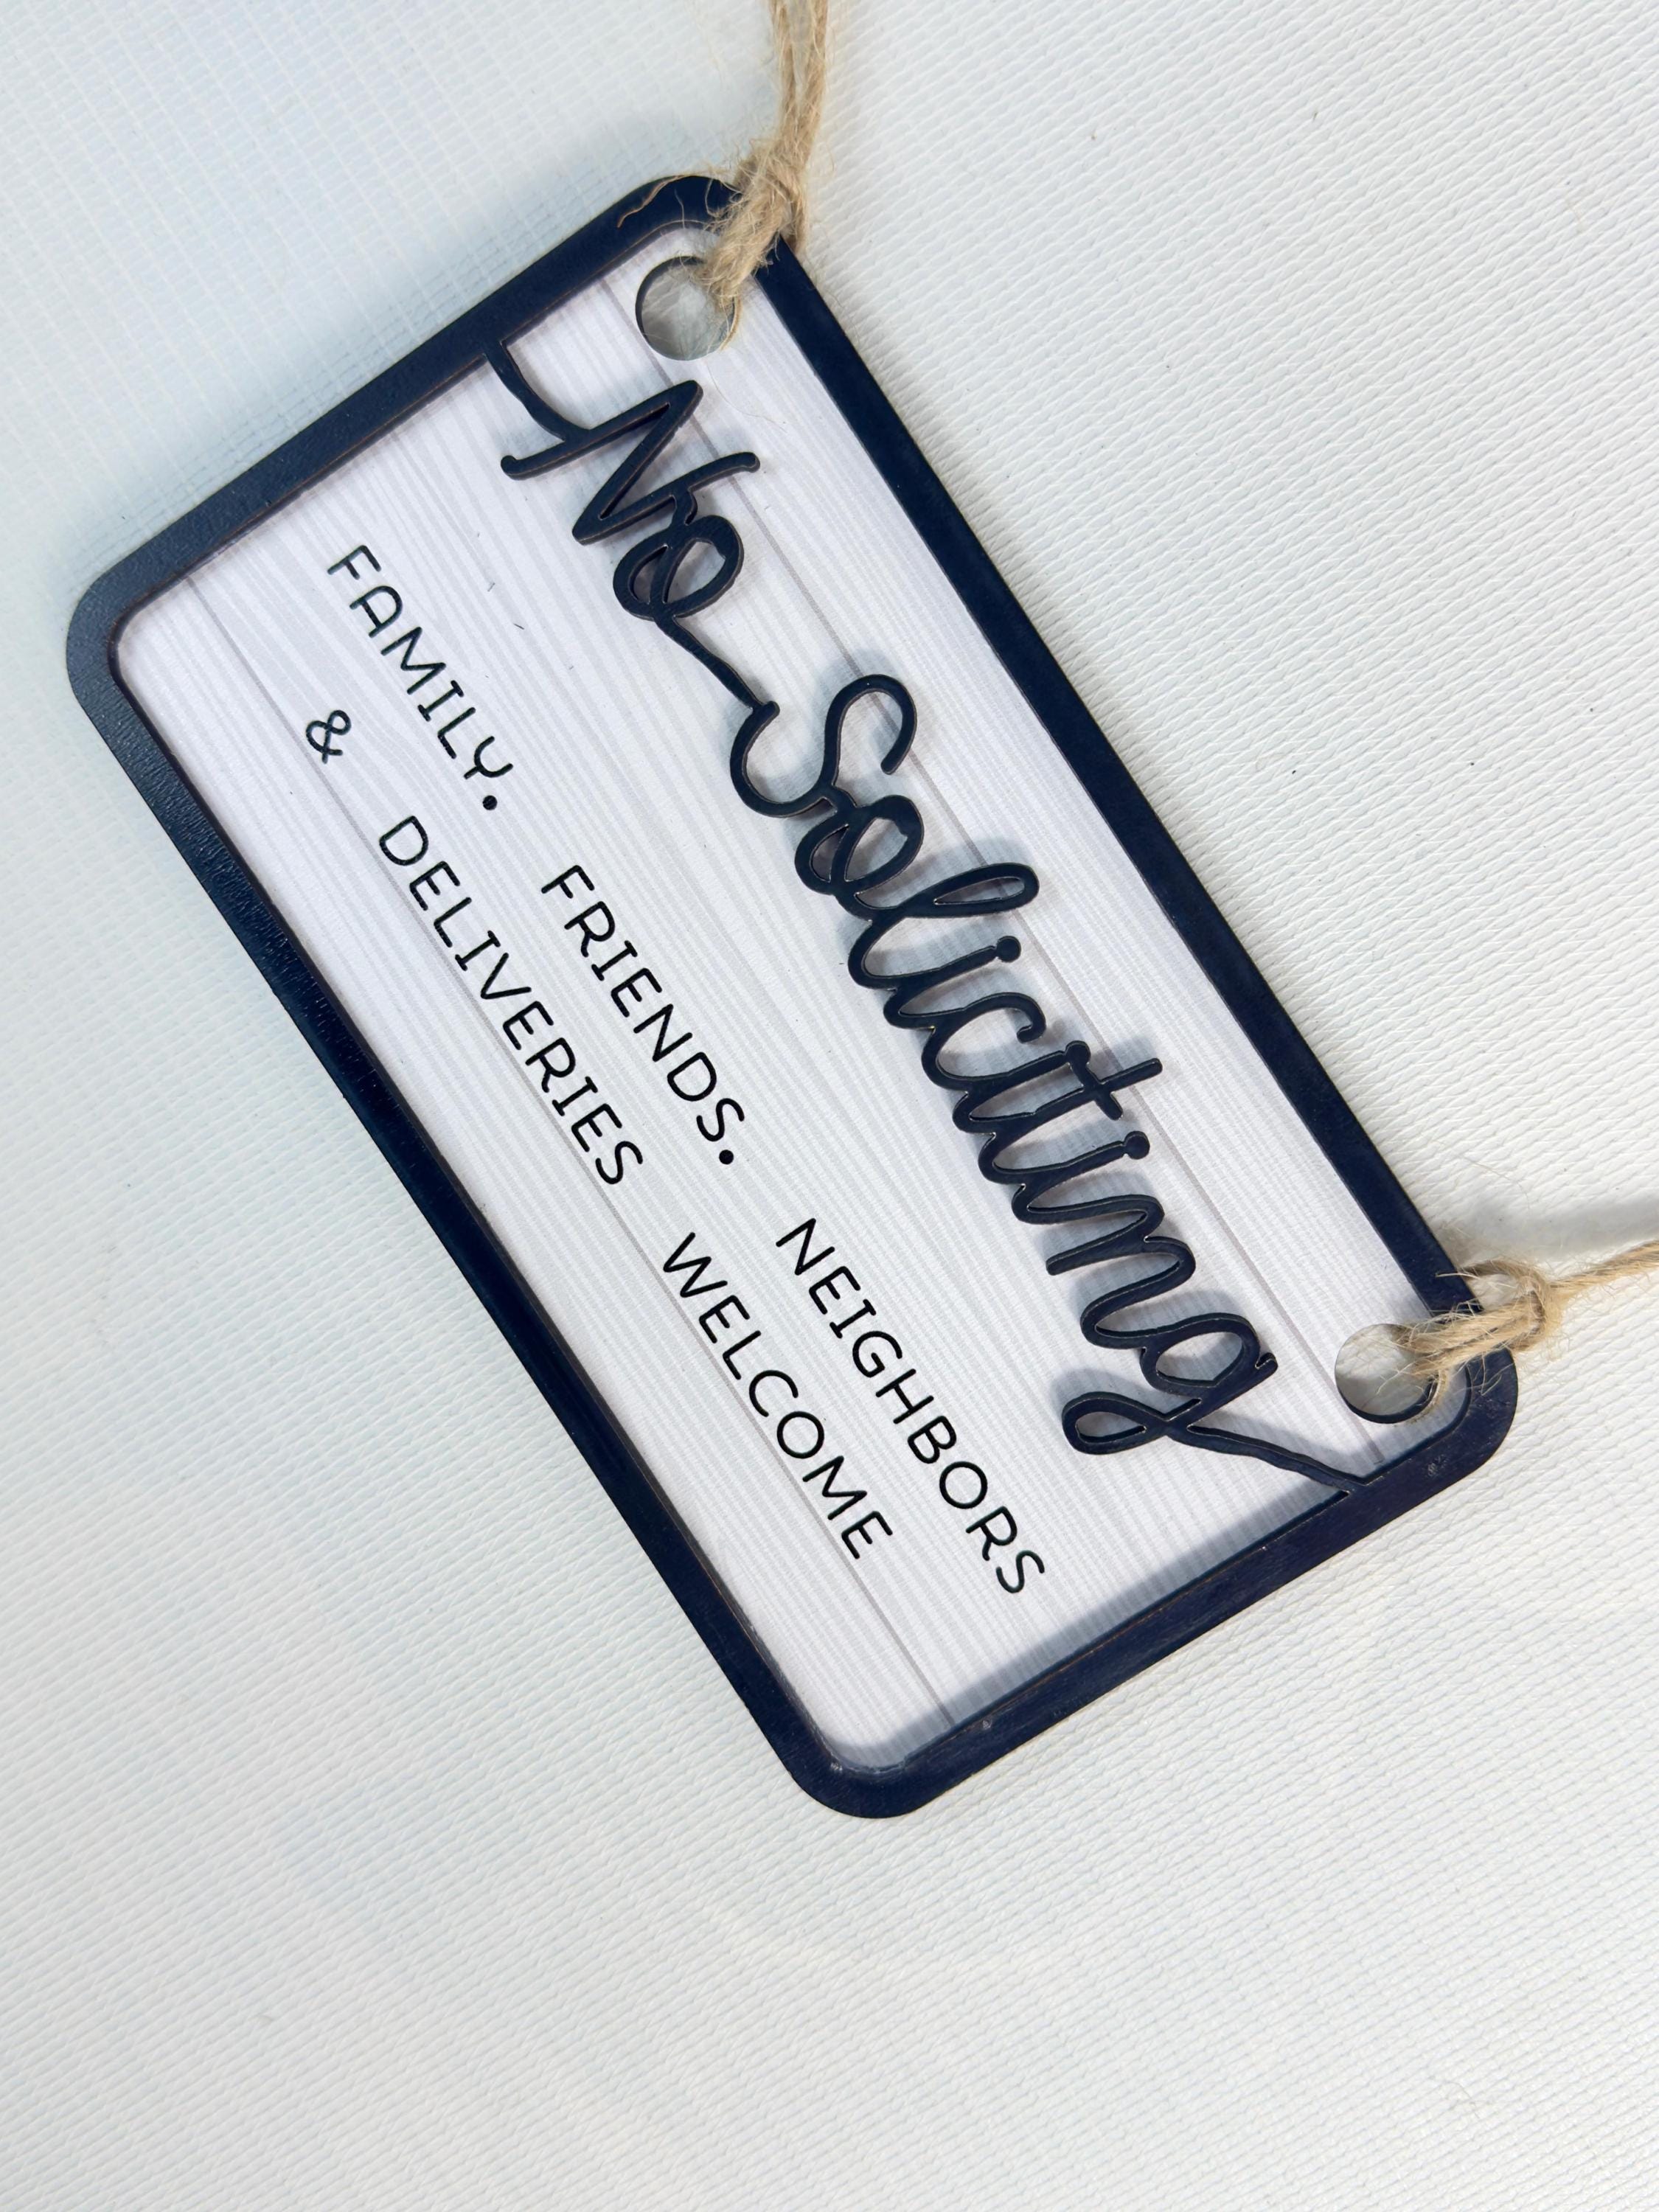 No Soliciting
FAMILY. FRIENDS. NEIGHBORS
& DELIVERIES WELCOME